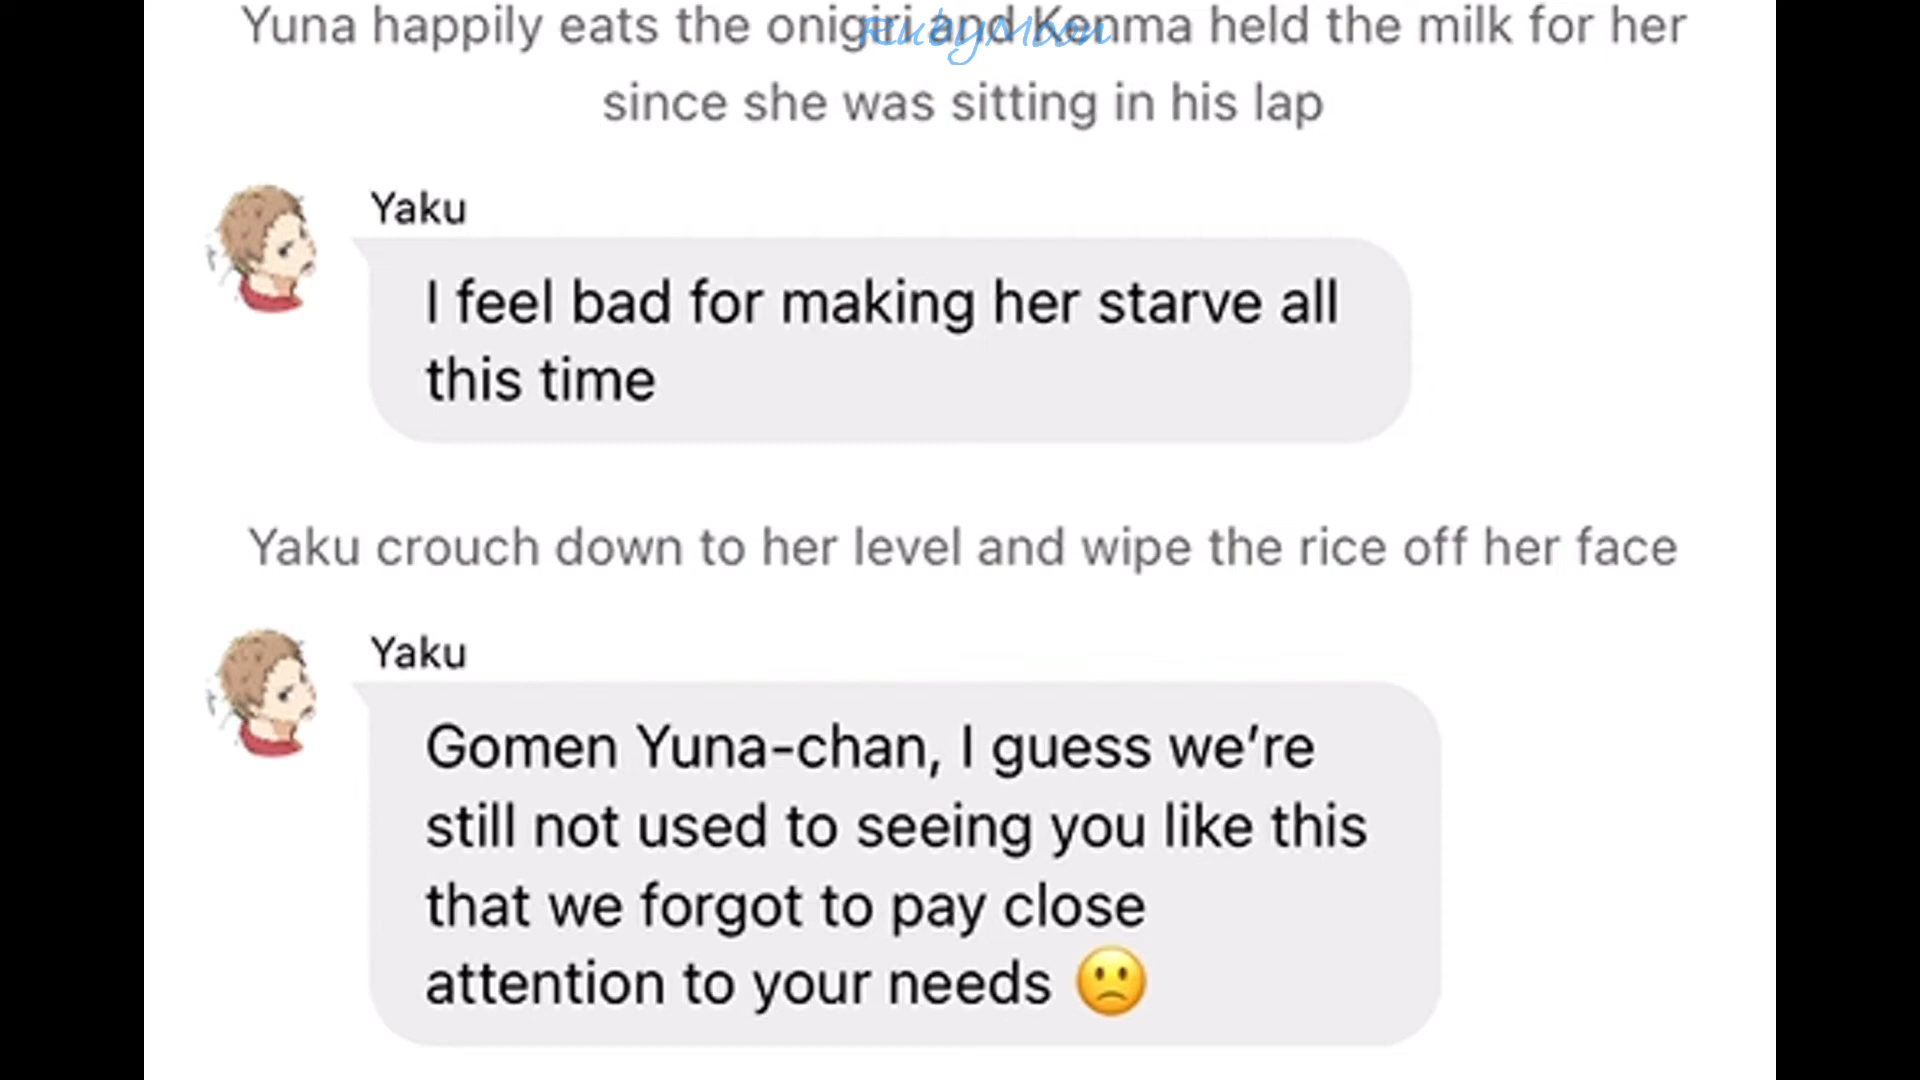 Yuna happily eats the onigiri and Kenma held the milk for her
RubyMoon
since she was sitting in his lap
Yaku
I feel bad for making her starve all
this time
Yaku crouch down to her level and wipe the rice off her face
Yaku
Gomen Yuna-chan, I guess we’re
still not used to seeing you like this
that we forgot to pay close
attention to your needs 🙁